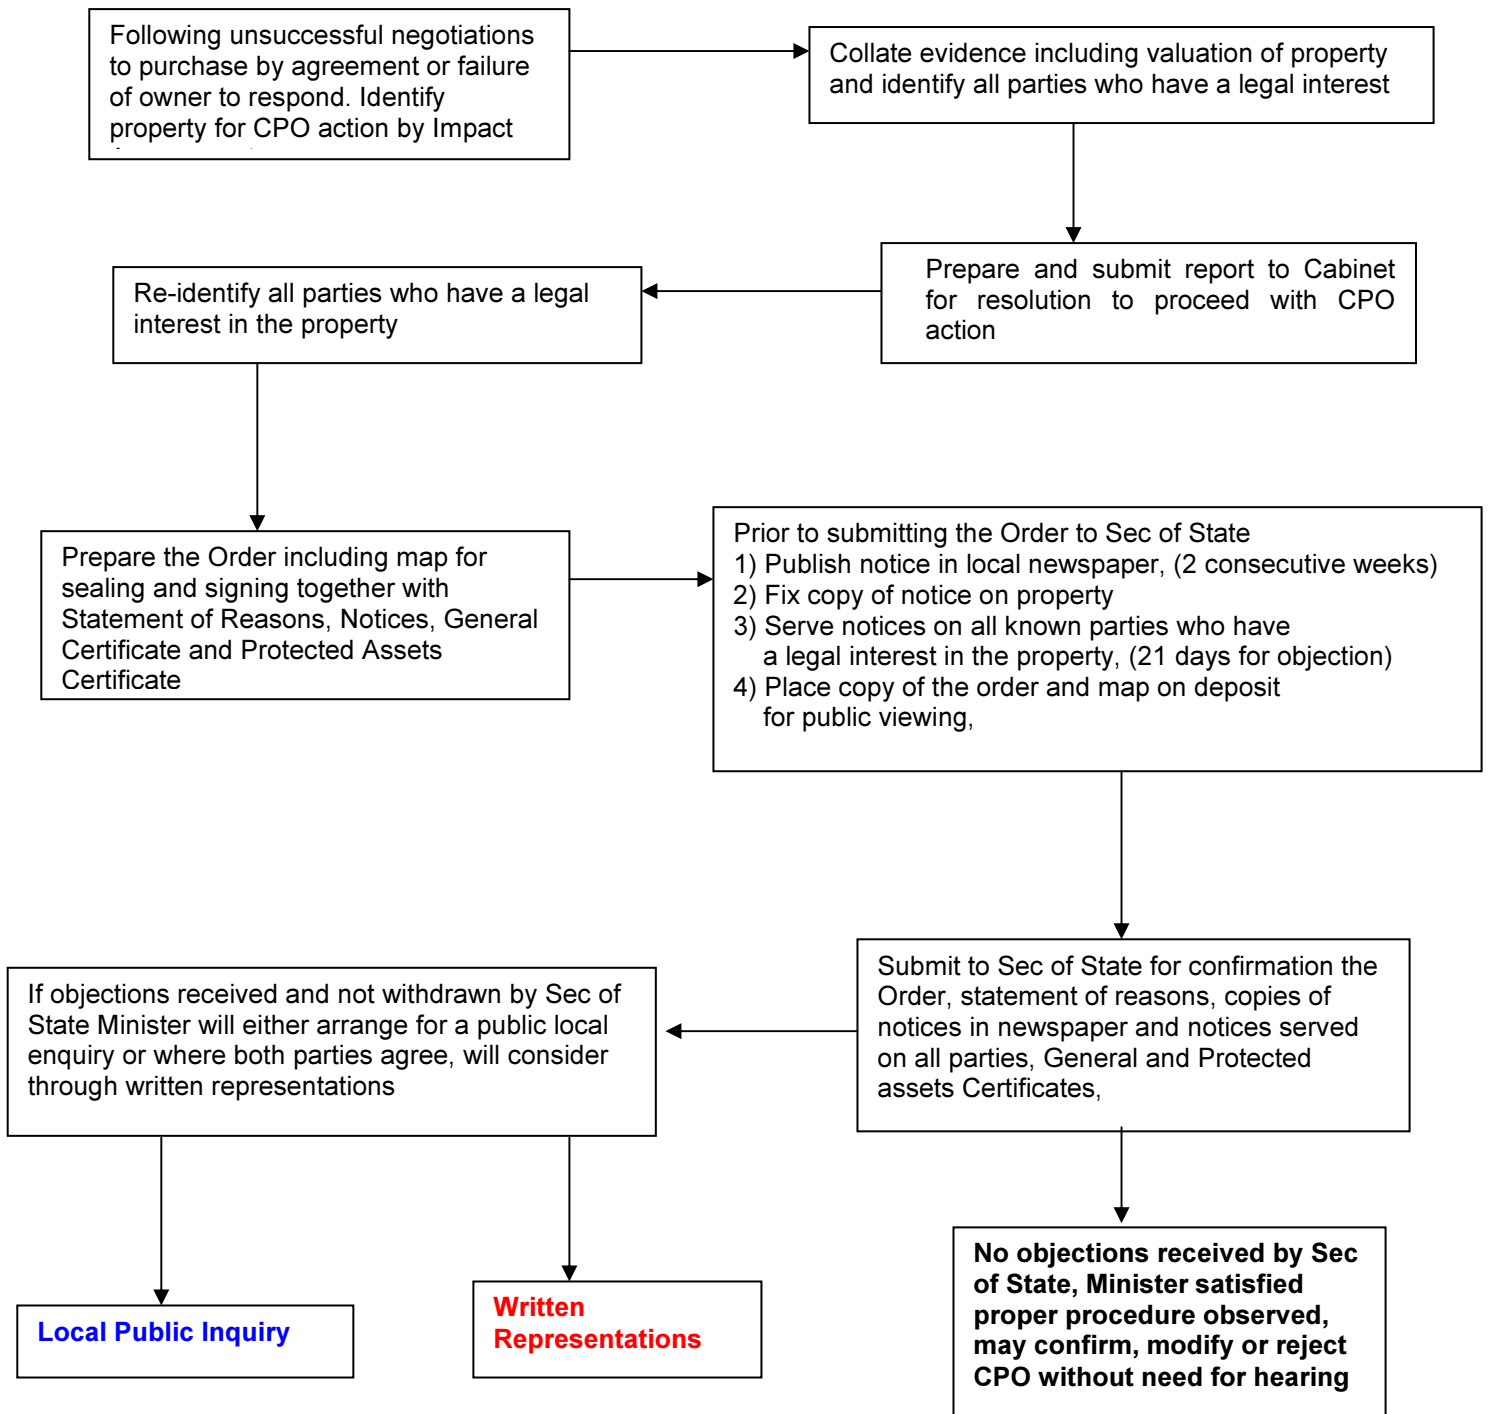 Following unsuccessful negotiations
to purchase by agreement or failure
of owner to respond. Identify
property for CPO action by Impact
Collate evidence including valuation of property
and identify all parties who have a legal interest
Prepare and submit report to Cabinet
for resolution to proceed with CPO
action
Re-identify all parties who have a legal
interest in the property
Prepare the Order including map for
sealing and signing together with
Statement of Reasons, Notices, General
Certificate and Protected Assets
Certificate
Prior to submitting the Order to Sec of State
1) Publish notice in local newspaper, (2 consecutive weeks)
2) Fix copy of notice on property
3) Serve notices on all known parties who have
a legal interest in the property, (21 days for objection)
4) Place copy of the order and map on deposit
for public viewing,
Submit to Sec of State for confirmation the
Order, statement of reasons, copies of
notices in newspaper and notices served
on all parties, General and Protected
assets Certificates,
If objections received and not withdrawn by Sec of
State Minister will either arrange for a public local
enquiry or where both parties agree, will consider
through written representations
Local Public Inquiry
Written
Representations
No objections received by Sec
of State, Minister satisfied
proper procedure observed,
may confirm, modify or reject
CPO without need for hearing